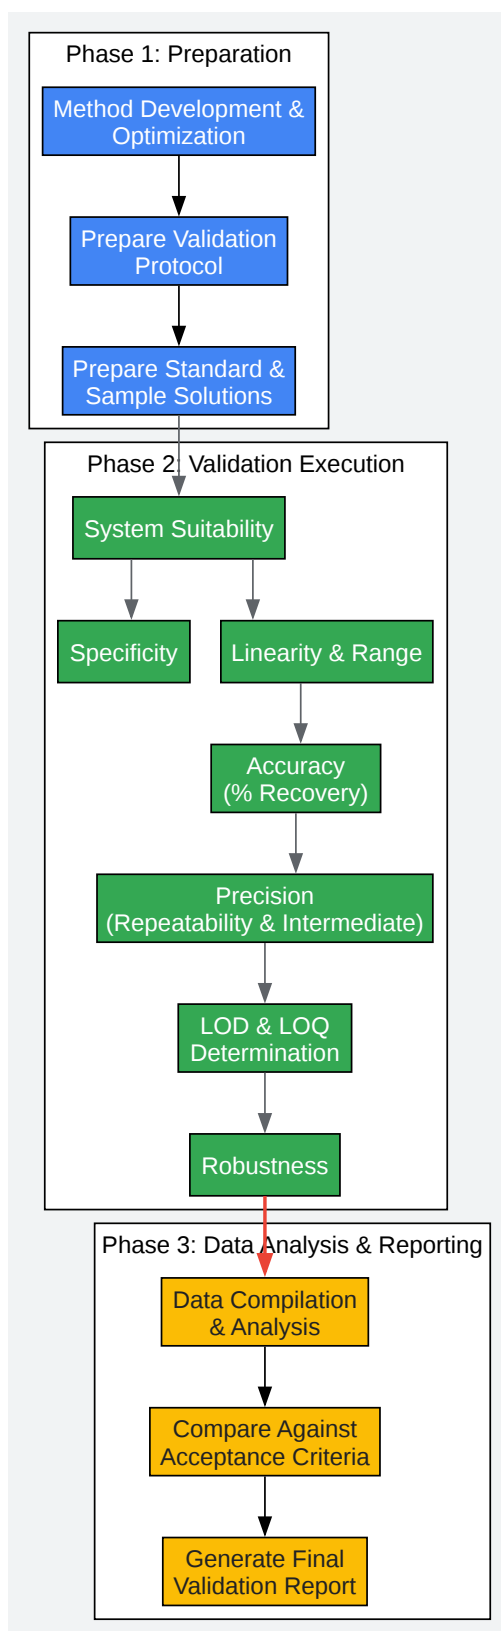 Phase 1: Preparation
Method Development &
Optimization
Prepare Validation
Protocol
Prepare Standard &
Sample Solutions
Phase 2: Validation Execution
System Suitability
Specificity
Linearity & Range
Accuracy
(% Recovery)
Precision
(Repeatability & Intermediate)
LOD & LOQ
Determination
Robustness
Phase 3: Data Analysis & Reporting
Data Compilation
& Analysis
Compare Against
Acceptance Criteria
Generate Final
Validation Report